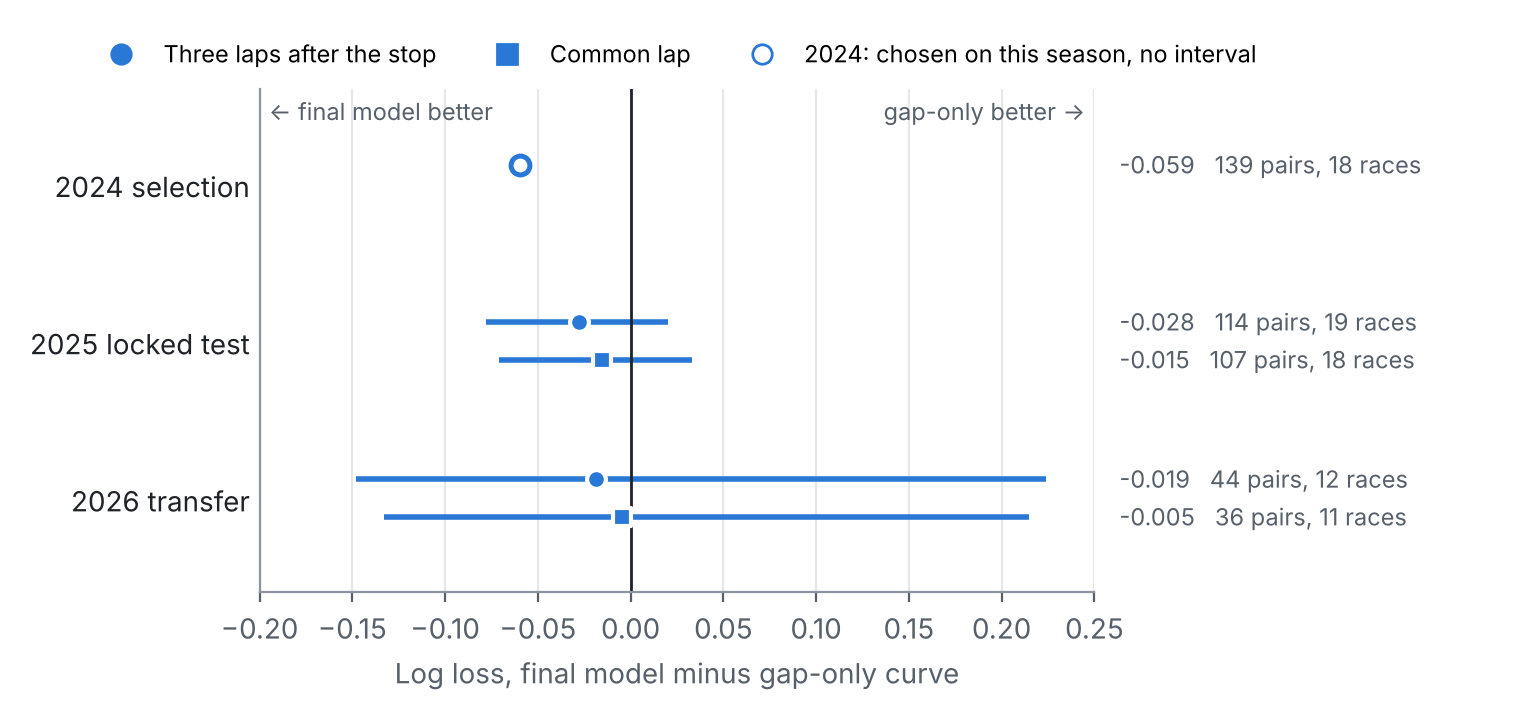 Three laps after the stop Common lap 2024: chosen on this season, no interval
← final model better gap-only better →
2024 selection -0.059 139 pairs, 18 races
2025 locked test -0.028 114 pairs, 19 races
-0.015 107 pairs, 18 races
2026 transfer -0.019 44 pairs, 12 races
-0.005 36 pairs, 11 races
−0.20 −0.15 −0.10 −0.05 0.00 0.05 0.10 0.15 0.20 0.25
Log loss, final model minus gap-only curve